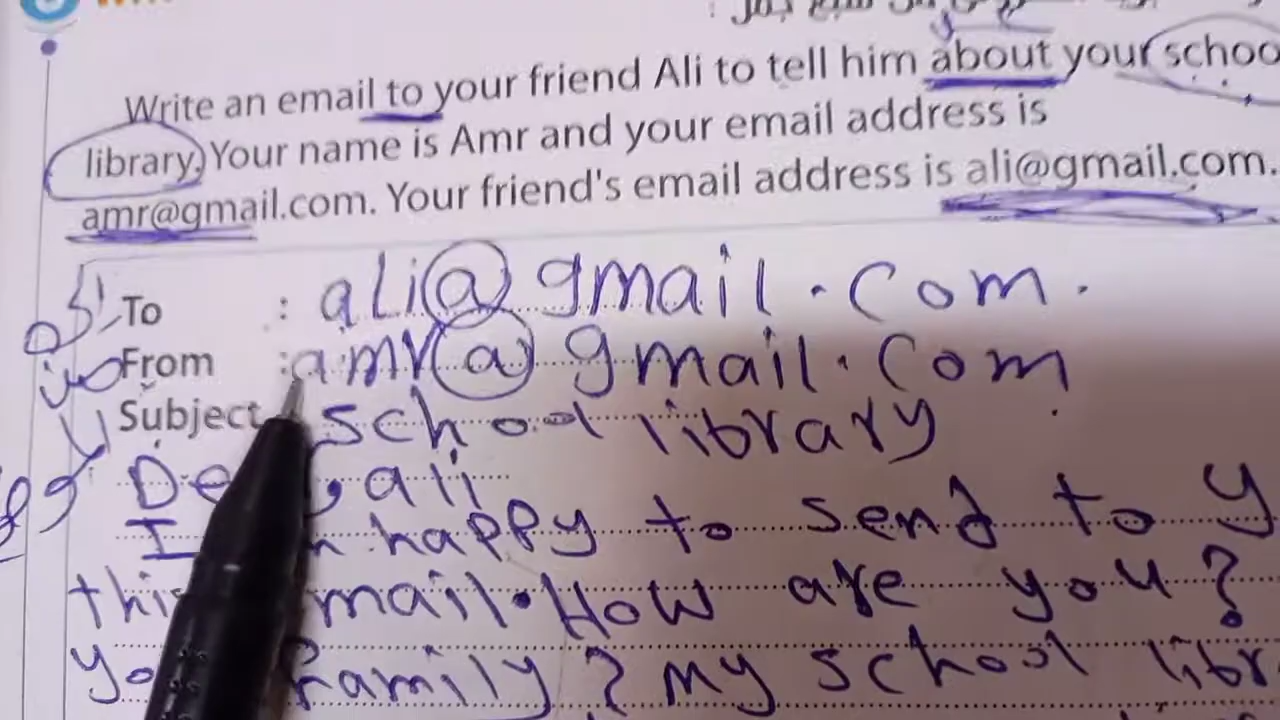 Write an email to your friend Ali to tell him about your schoo
library. Your name is Amr and your email address is
amr@gmail.com. Your friend's email address is ali@gmail.com.
To : ali@gmail.com.
From : amr@gmail.com
Subject school library
ali
I happy to send to y
mail. How are you?
family? my school libr